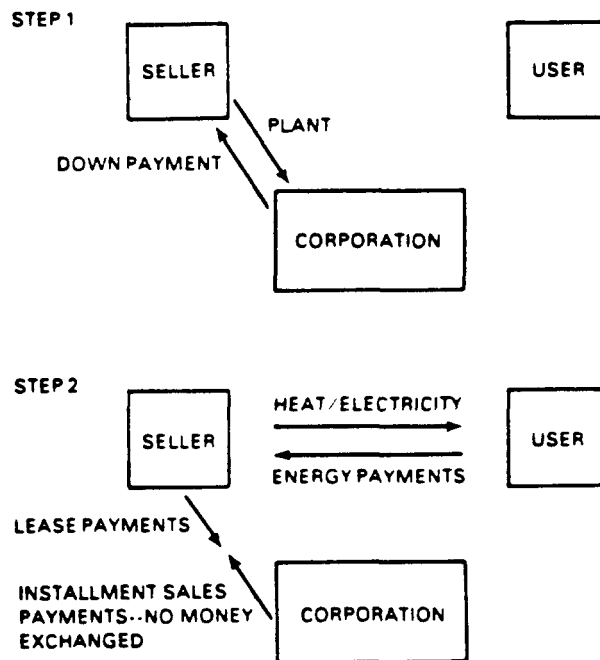 STEP 1
SELLER
USER
PLANT
DOWN PAYMENT
CORPORATION
STEP 2
HEAT/ELECTRICITY
SELLER
USER
ENERGY PAYMENTS
LEASE PAYMENTS
INSTALLMENT SALES
PAYMENTS--NO MONEY
EXCHANGED
CORPORATION